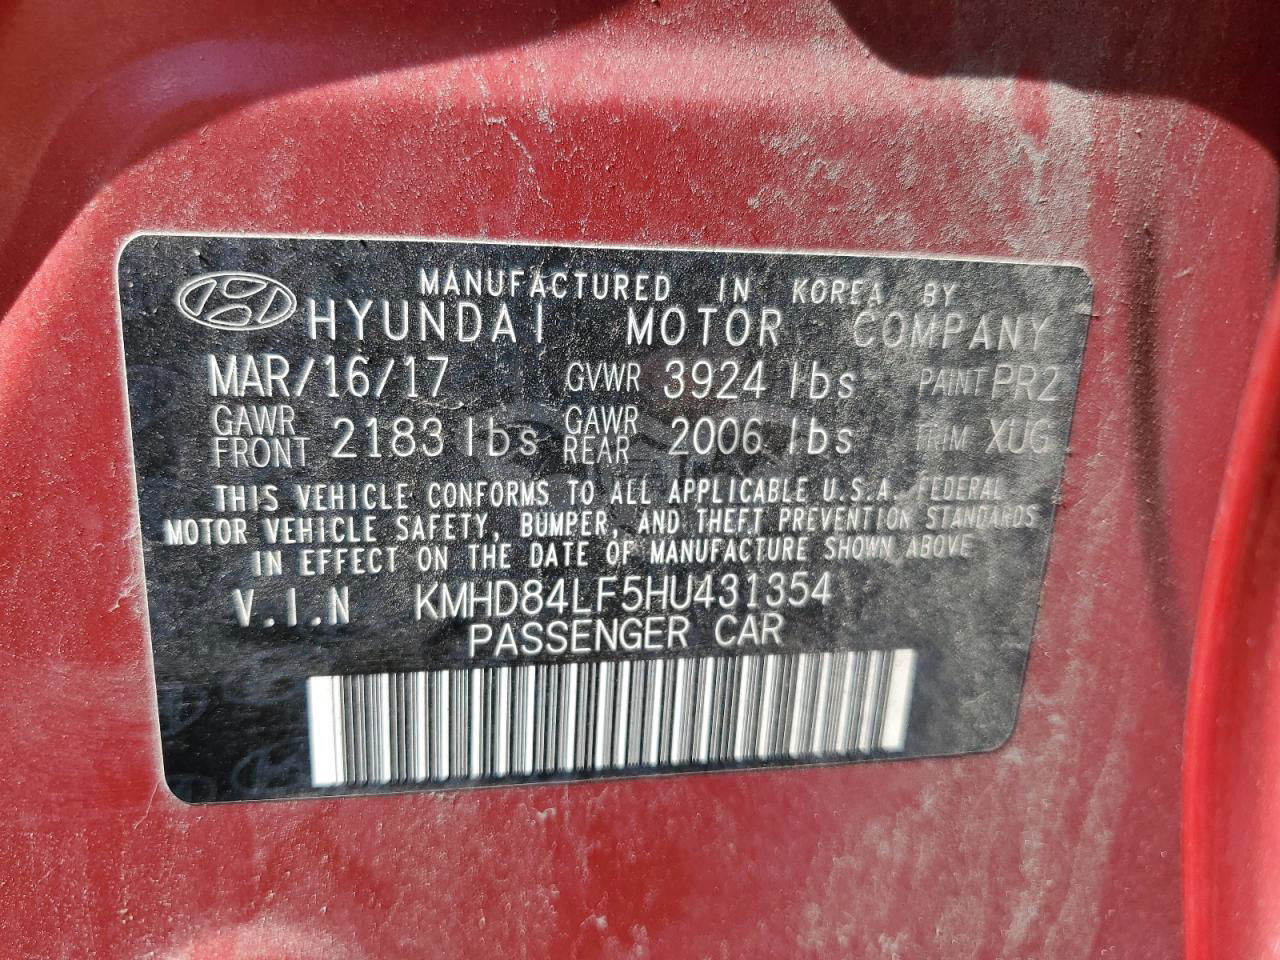 MANUFACTURED IN KOREA BY
HYUNDAI MOTOR COMPANY
MAR/16/17 GVWR 3924 lbs PAINT PR2
GAWR FRONT 2183 lbs GAWR REAR 2006 lbs TRIM XUG
THIS VEHICLE CONFORMS TO ALL APPLICABLE U.S.A. FEDERAL
MOTOR VEHICLE SAFETY, BUMPER, AND THEFT PREVENTION STANDARDS
IN EFFECT ON THE DATE OF MANUFACTURE SHOWN ABOVE
V.I.N KMHD84LF5HU431354
PASSENGER CAR